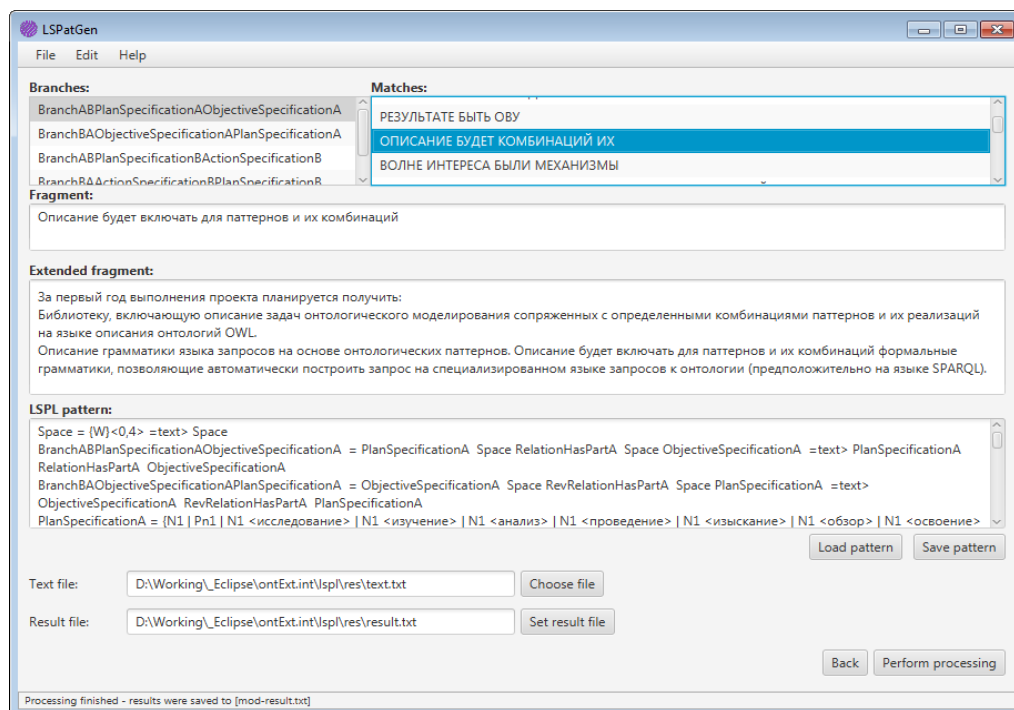 LSPatGen
File Edit Help
Branches: Matches:
BranchABPlanSpecificationAObjectiveSpecificationA
BranchBAObjectiveSpecificationAPlanSpecificationA
BranchABPlanSpecificationBActionSpecificationB
BranchBAActionSpecificationBPlanSpecificationB
РЕЗУЛЬТАТЕ БЫТЬ ОВУ
ОПИСАНИЕ БУДЕТ КОМБИНАЦИЙ ИХ
ВОЛНЕ ИНТЕРЕСА БЫЛИ МЕХАНИЗМЫ
Fragment:
Описание будет включать для паттернов и их комбинаций
Extended fragment:
За первый год выполнения проекта планируется получить:
Библиотеку, включающую описание задач онтологического моделирования сопряженных с определенными комбинациями паттернов и их реализаций
на языке описания онтологий OWL.
Описание грамматики языка запросов на основе онтологических паттернов. Описание будет включать для паттернов и их комбинаций формальные
грамматики, позволяющие автоматически построить запрос на специализированном языке запросов к онтологии (предположительно на языке SPARQL).
LSPL pattern:
Space = {W}<0,4> =text> Space
BranchABPlanSpecificationAObjectiveSpecificationA = PlanSpecificationA Space RelationHasPartA Space ObjectiveSpecificationA =text> PlanSpecificationA
RelationHasPartA ObjectiveSpecificationA
BranchBAObjectiveSpecificationAPlanSpecificationA = ObjectiveSpecificationA Space RevRelationHasPartA Space PlanSpecificationA =text>
ObjectiveSpecificationA RevRelationHasPartA PlanSpecificationA
PlanSpecificationA = {N1 | Pn1 | N1 <исследование> | N1 <изучение> | N1 <анализ> | N1 <проведение> | N1 <изыскание> | N1 <обзор> | N1 <освоение>
Load pattern Save pattern
Text file: D:\Working\_Eclipse\ontExt.int\lspl\res\text.txt Choose file
Result file: D:\Working\_Eclipse\ontExt.int\lspl\res\result.txt Set result file
Back Perform processing
Processing finished - results were saved to [mod-result.txt]